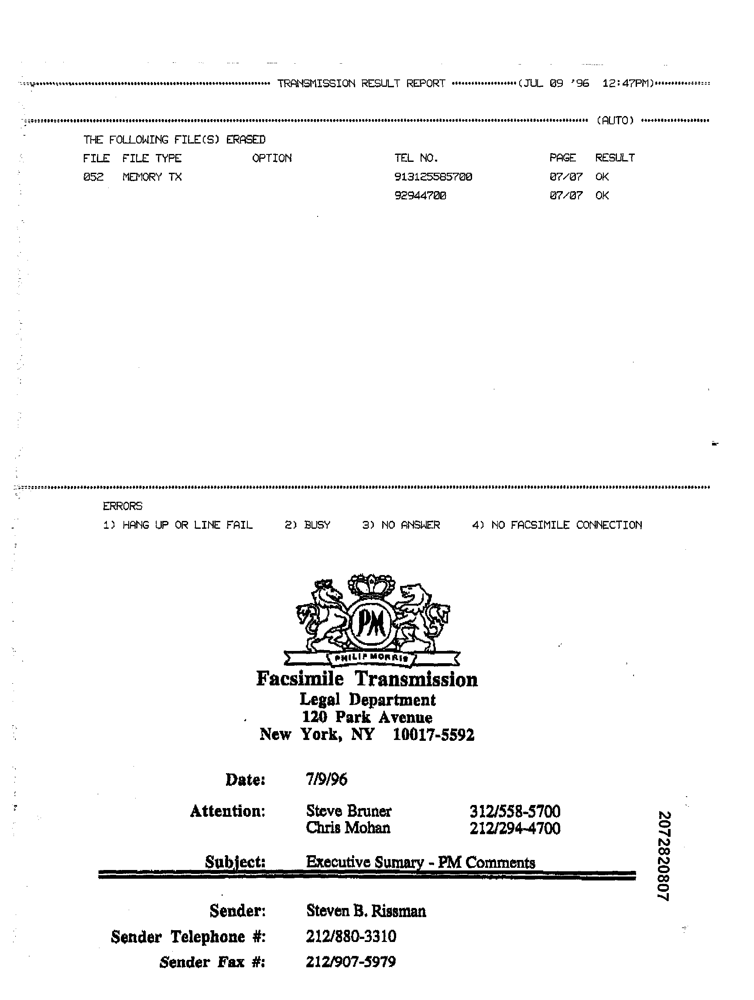 TRANSMISSION RESULT REPORT (JUL 09 '96 12:47PM)
(AUTO)
THE FOLLOWING FILE(S) ERASED
FILE FILE TYPE OPTION TEL NO. PAGE RESULT
052 MEMORY TX 913125585700 07/07 OK
92944700 07/07 OK
ERRORS
1) HANG UP OR LINE FAIL 2) BUSY 3) NO ANSWER 4) NO FACSIMILE CONNECTION
PM
PHILIP MORRIS
Facsimile Transmission
Legal Department
120 Park Avenue
New York, NY 10017-5592
Date: 7/9/96
Attention: Steve Bruner 312/558-5700
Chris Mohan 212/294-4700
Subject: Executive Sumary - PM Comments
Sender: Steven B. Rissman
Sender Telephone #: 212/880-3310
Sender Fax #: 212/907-5979
2072820807